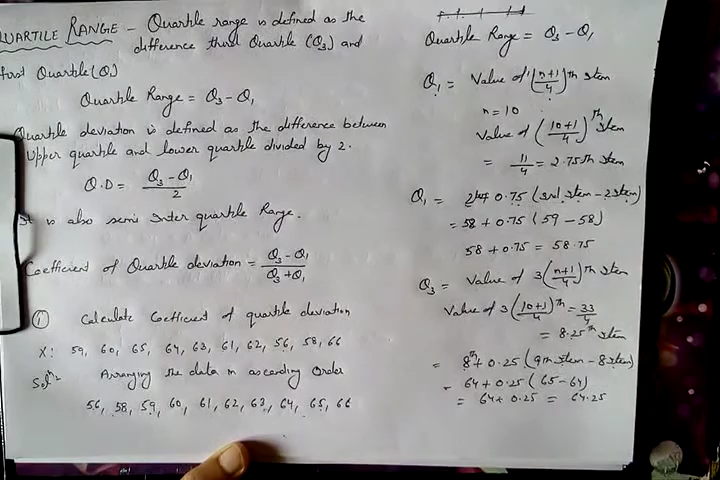 QUARTILE RANGE - Quartile range is defined as the
difference third Quartile (Q₃) and
first Quartile (Q₁)
Quartile Range = Q₃ - Q₁
Quartile deviation is defined as the difference between
Upper quartile and lower quartile divided by 2.
Q.D = (Q₃ - Q₁)/2
It is also semi Inter quartile Range.
Coefficient of Quartile deviation = (Q₃ - Q₁)/(Q₃ + Q₁)
① Calculate Coefficient of quartile deviation
X: 59, 60, 65, 64, 63, 61, 62, 56, 58, 66
Solⁿ Arranging the data in ascending order
56, 58, 59, 60, 61, 62, 63, 64, 65, 66
Quartile Range = Q₃ - Q₁
Q₁ = Value of ((n+1)/4)th item
n = 10
Value of ((10+1)/4)th item
= 11/4 = 2.75th item
Q₁ = 2nd + 0.75 (3rd item - 2 item)
= 58 + 0.75 (59 - 58)
58 + 0.75 = 58.75
Q₃ = Value of 3((n+1)/4)th item
Value of 3((10+1)/4)th = 33/4
= 8.25th item
= 8th + 0.25 (9th item - 8 item)
= 64 + 0.25 (65 - 64)
= 64 + 0.25 = 64.25